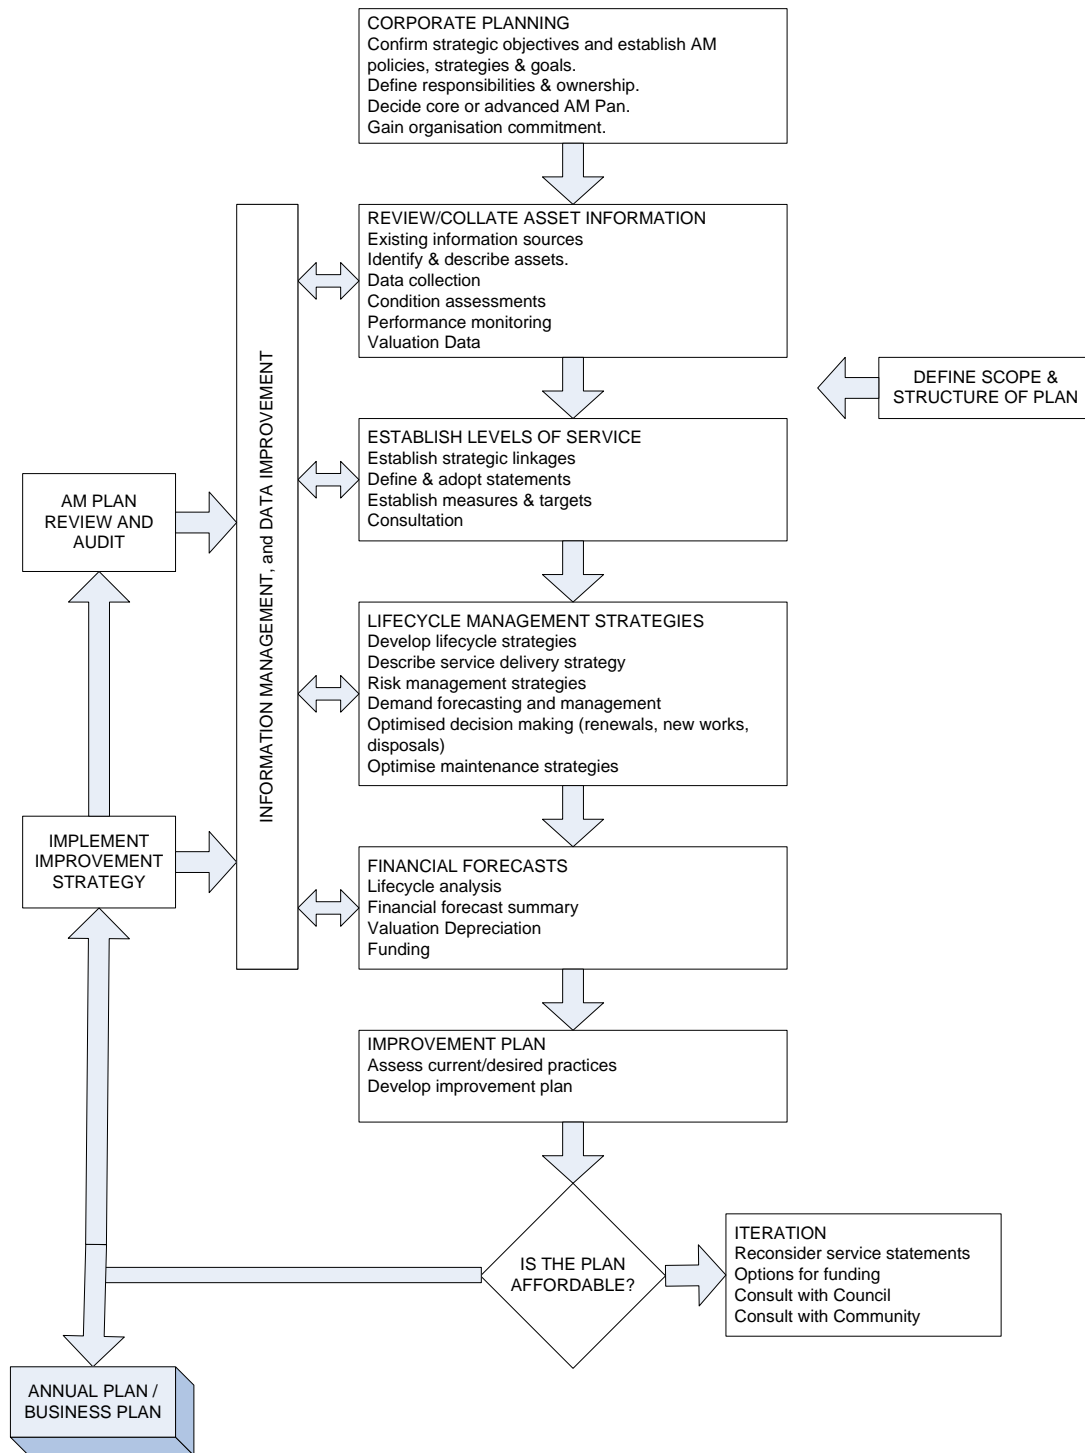 CORPORATE PLANNING
Confirm strategic objectives and establish AM
policies, strategies & goals.
Define responsibilities & ownership.
Decide core or advanced AM Pan.
Gain organisation commitment.
REVIEW/COLLATE ASSET INFORMATION
Existing information sources
Identify & describe assets.
Data collection
Condition assessments
Performance monitoring
Valuation Data
DEFINE SCOPE &
STRUCTURE OF PLAN
INFORMATION MANAGEMENT, and DATA IMPROVEMENT
ESTABLISH LEVELS OF SERVICE
Establish strategic linkages
Define & adopt statements
Establish measures & targets
Consultation
AM PLAN
REVIEW AND
AUDIT
LIFECYCLE MANAGEMENT STRATEGIES
Develop lifecycle strategies
Describe service delivery strategy
Risk management strategies
Demand forecasting and management
Optimised decision making (renewals, new works,
disposals)
Optimise maintenance strategies
IMPLEMENT
IMPROVEMENT
STRATEGY
FINANCIAL FORECASTS
Lifecycle analysis
Financial forecast summary
Valuation Depreciation
Funding
IMPROVEMENT PLAN
Assess current/desired practices
Develop improvement plan
IS THE PLAN
AFFORDABLE?
ITERATION
Reconsider service statements
Options for funding
Consult with Council
Consult with Community
ANNUAL PLAN /
BUSINESS PLAN